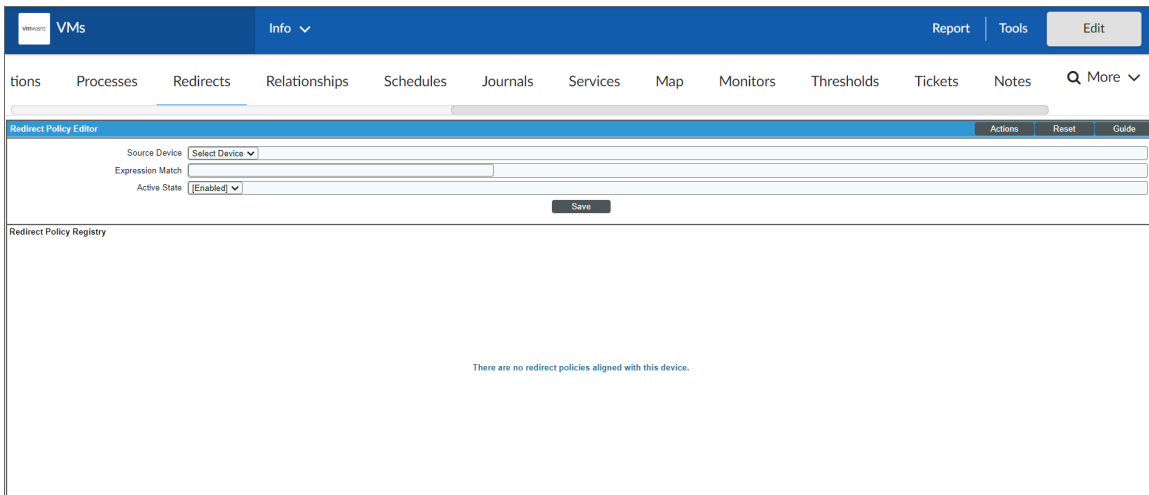 vmware VMs Info Report Tools Edit
tions Processes Redirects Relationships Schedules Journals Services Map Monitors Thresholds Tickets Notes More
Redirect Policy Editor Actions Reset Guide
Source Device Select Device
Expression Match
Active State [Enabled]
Save
Redirect Policy Registry
There are no redirect policies aligned with this device.